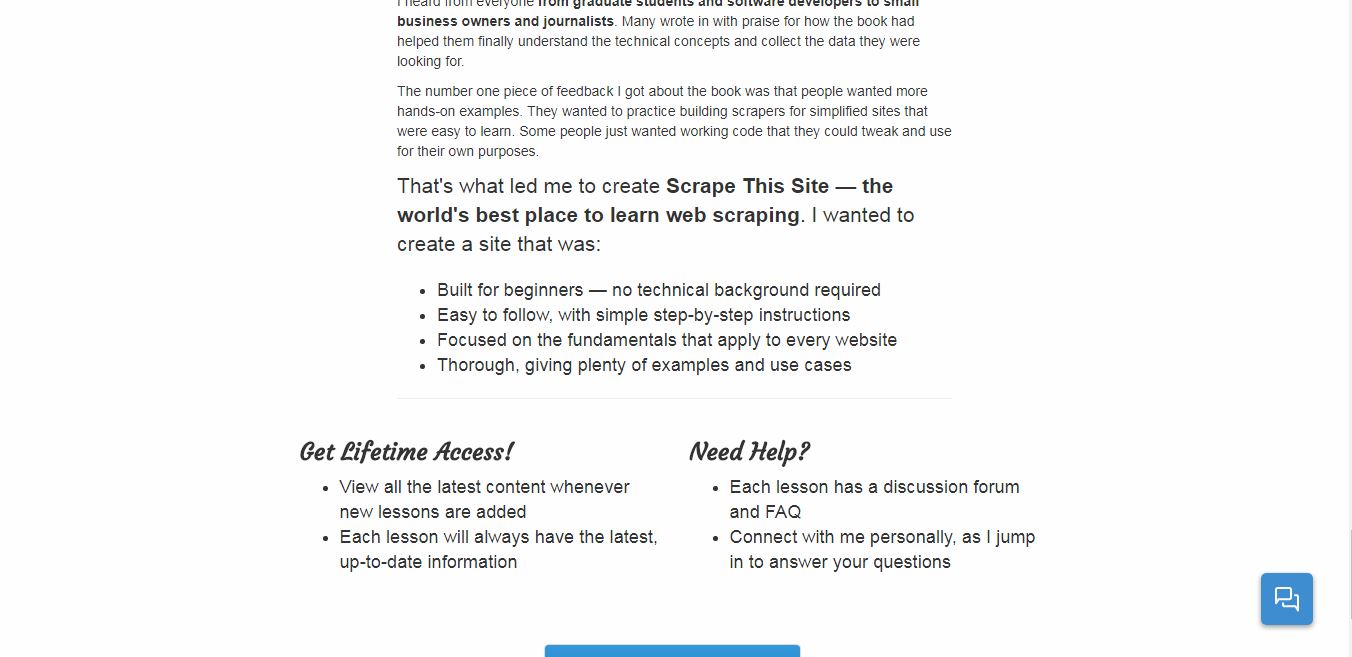 I heard from everyone from graduate students and software developers to small
business owners and journalists. Many wrote in with praise for how the book had
helped them finally understand the technical concepts and collect the data they were
looking for.
The number one piece of feedback I got about the book was that people wanted more
hands-on examples. They wanted to practice building scrapers for simplified sites that
were easy to learn. Some people just wanted working code that they could tweak and use
for their own purposes.
That's what led me to create Scrape This Site — the
world's best place to learn web scraping. I wanted to
create a site that was:
Built for beginners — no technical background required
Easy to follow, with simple step-by-step instructions
Focused on the fundamentals that apply to every website
Thorough, giving plenty of examples and use cases
Get Lifetime Access!
View all the latest content whenever
new lessons are added
Each lesson will always have the latest,
up-to-date information
Need Help?
Each lesson has a discussion forum
and FAQ
Connect with me personally, as I jump
in to answer your questions